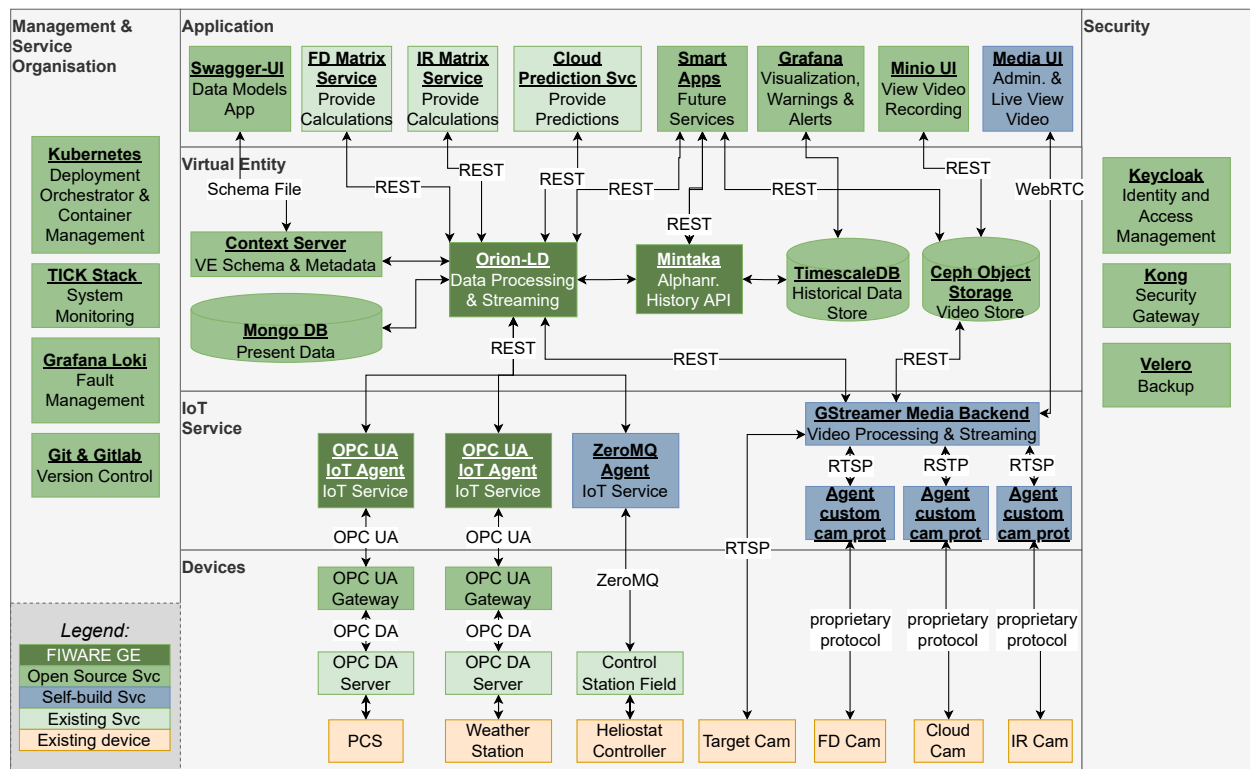 Management &
Service
Organisation
Application
Security
Swagger-UI
Data Models
App
FD Matrix
Service
Provide
Calculations
IR Matrix
Service
Provide
Calculations
Cloud
Prediction Svc
Provide
Predictions
Smart
Apps
Future
Services
Grafana
Visualization,
Warnings &
Alerts
Minio UI
View Video
Recording
Media UI
Admin. &
Live View
Video
Kubernetes
Deployment
Orchestrator &
Container
Management
TICK Stack
System
Monitoring
Grafana Loki
Fault
Management
Git & Gitlab
Version Control
Virtual Entity
Schema File
REST
REST
REST
REST
REST
REST
REST
REST
WebRTC
Context Server
VE Schema & Metadata
Mongo DB
Present Data
Orion-LD
Data Processing
& Streaming
Mintaka
Alphanr.
History API
TimescaleDB
Historical Data
Store
Ceph Object
Storage
Video Store
REST
REST
REST
Keycloak
Identity and
Access
Management
Kong
Security
Gateway
Velero
Backup
IoT
Service
OPC UA
IoT Agent
IoT Service
OPC UA
IoT Agent
IoT Service
ZeroMQ
Agent
IoT Service
GStreamer Media Backend
Video Processing & Streaming
RTSP
RSTP
RTSP
Agent
custom
cam prot
Agent
custom
cam prot
Agent
custom
cam prot
OPC UA
OPC UA
RTSP
Devices
OPC UA
Gateway
OPC UA
Gateway
ZeroMQ
OPC DA
OPC DA
proprietary
protocol
proprietary
protocol
proprietary
protocol
OPC DA
Server
OPC DA
Server
Control
Station Field
PCS
Weather
Station
Heliostat
Controller
Target Cam
FD Cam
Cloud
Cam
IR Cam
Legend:
FIWARE GE
Open Source Svc
Self-build Svc
Existing Svc
Existing device